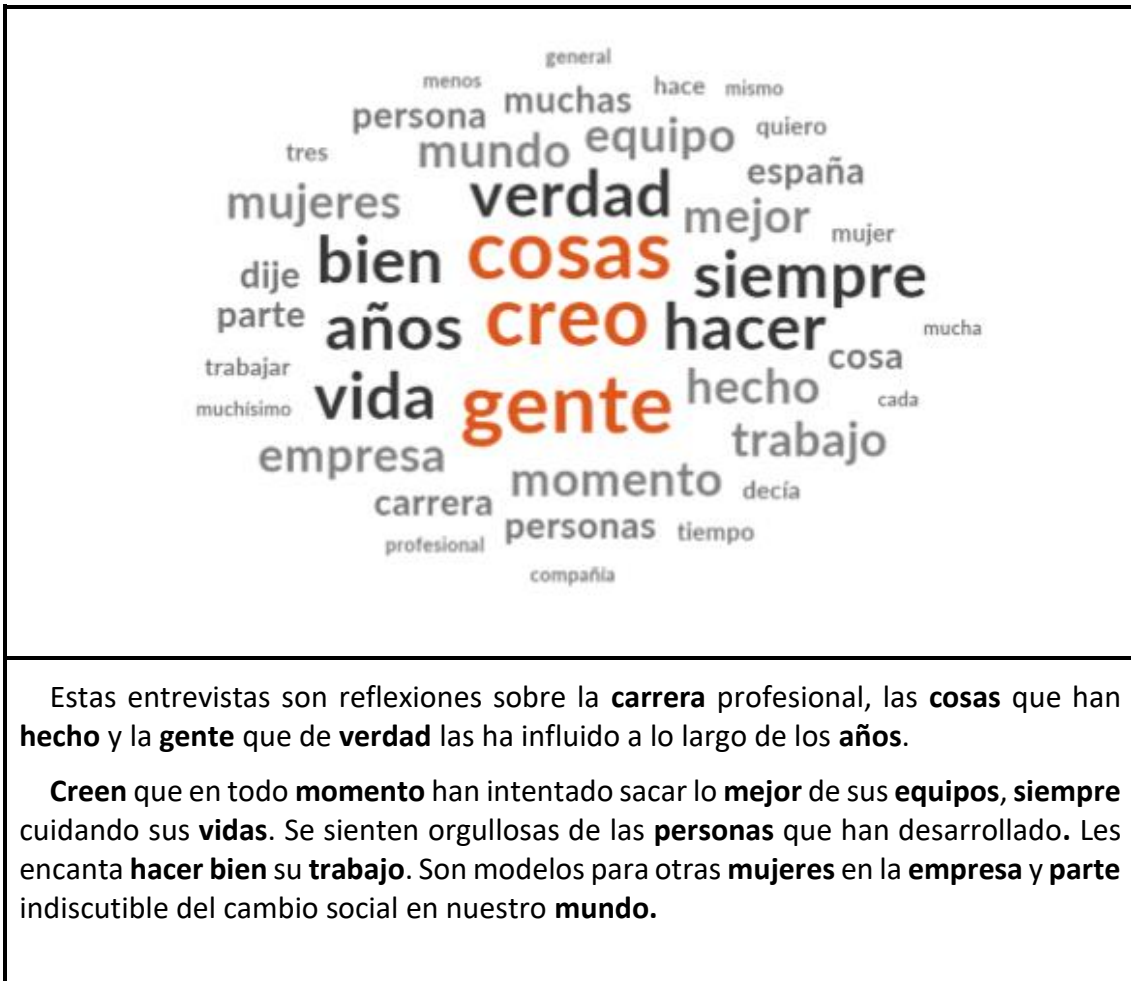 general
menos
hace
mismo
persona
muchas
quiero
tres
mundo
equipo
españa
mujeres
verdad
mejor
mujer
dije
bien
cosas
siempre
parte
años
creo
hacer
mucha
trabajar
cosa
muchísimo
vida
gente
hecho
cada
empresa
trabajo
momento
decía
carrera
personas
tiempo
profesional
compañía
Estas entrevistas son reflexiones sobre la carrera profesional, las cosas que han
hecho y la gente que de verdad las ha influido a lo largo de los años.
Creen que en todo momento han intentado sacar lo mejor de sus equipos, siempre
cuidando sus vidas. Se sienten orgullosas de las personas que han desarrollado. Les
encanta hacer bien su trabajo. Son modelos para otras mujeres en la empresa y parte
indiscutible del cambio social en nuestro mundo.